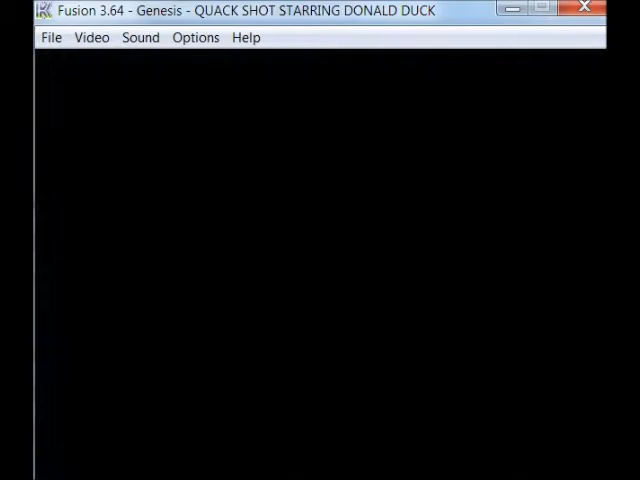 Fusion 3.64 - Genesis - QUACK SHOT STARRING DONALD DUCK
File Video Sound Options Help